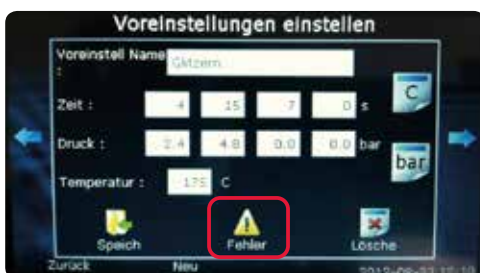 Voreinstellungen einstellen
Voreinstell Name
:
Zeit : 4 15 7 0 s
C
Druck : 2.4 4.8 0.0 0.0 bar
bar
Temperatur : 175 C
Speich Fehler Lösche
Zurück Neu